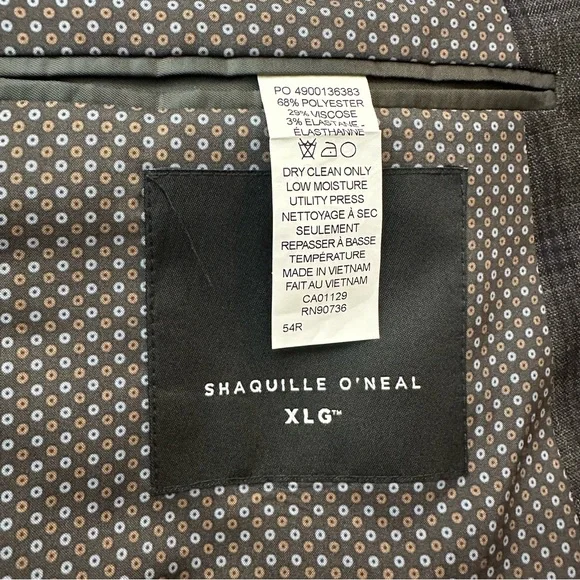 PO 4900136383
68% POLYESTER
29% VISCOSE
3% ELASTANE-
ÉLASTHANNE
DRY CLEAN ONLY
LOW MOISTURE
UTILITY PRESS
NETTOYAGE À SEC
SEULEMENT
REPASSER À BASSE
TEMPÉRATURE
MADE IN VIETNAM
FAIT AU VIETNAM
CA01129
RN90736
54R
SHAQUILLE O'NEAL
XLG™